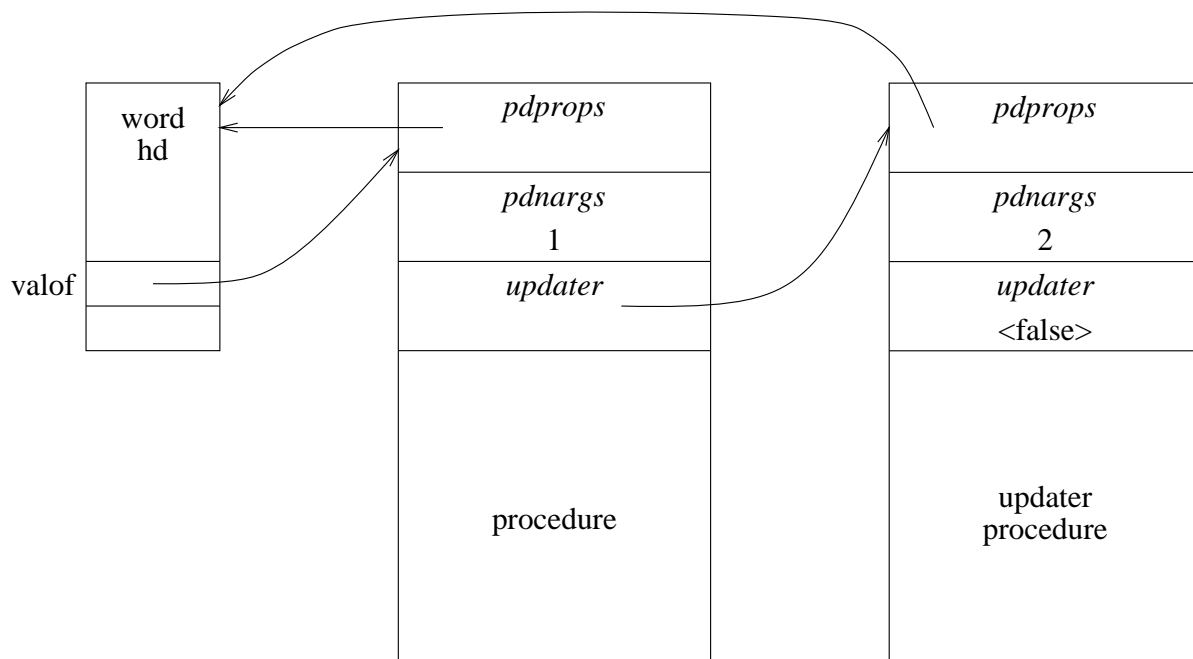 word
hd
valof
pdprops
pdnargs
1
updater
procedure
pdprops
pdnargs
2
updater
<false>
updater
procedure